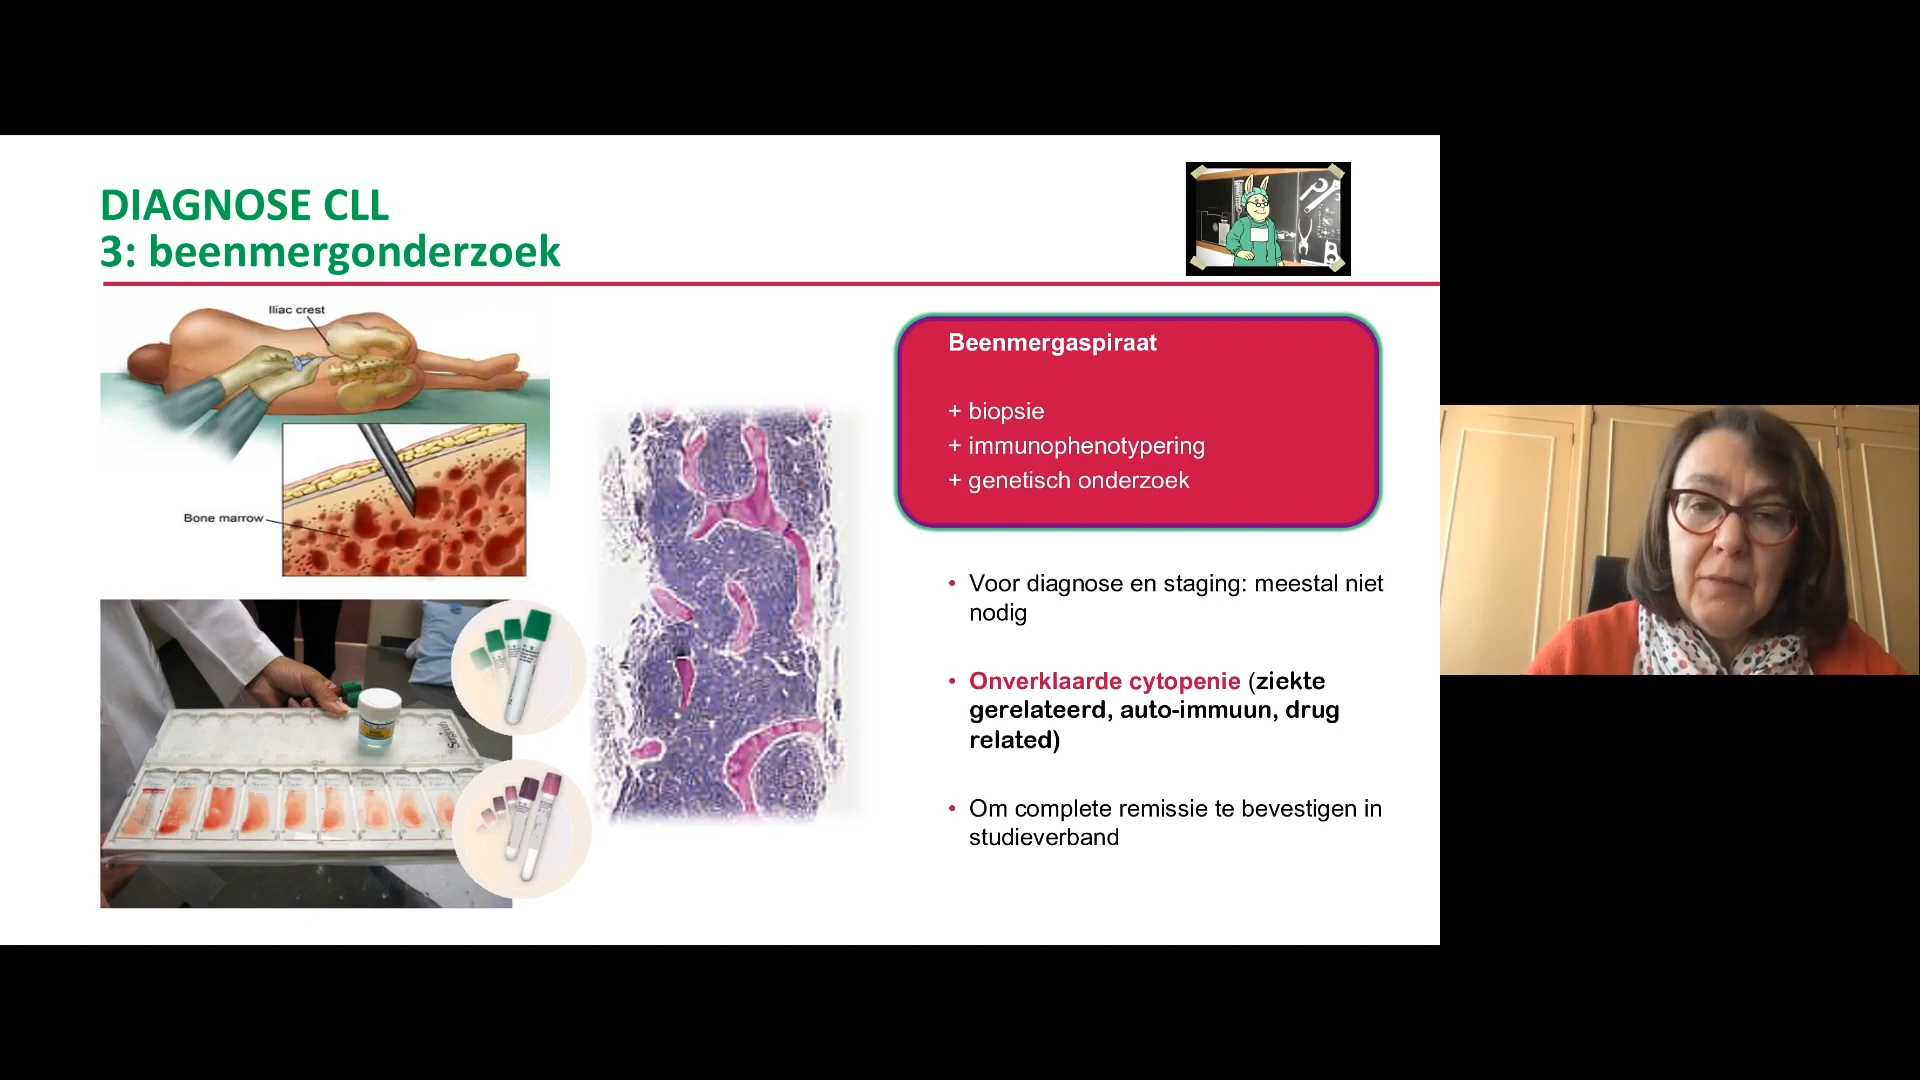 DIAGNOSE CLL
3: beenmergonderzoek
Iliac crest
Bone marrow
Beenmergaspiraat
+ biopsie
+ immunophenotypering
+ genetisch onderzoek
• Voor diagnose en staging: meestal niet
nodig
• Onverklaarde cytopenie (ziekte
gerelateerd, auto-immuun, drug
related)
• Om complete remissie te bevestigen in
studieverband